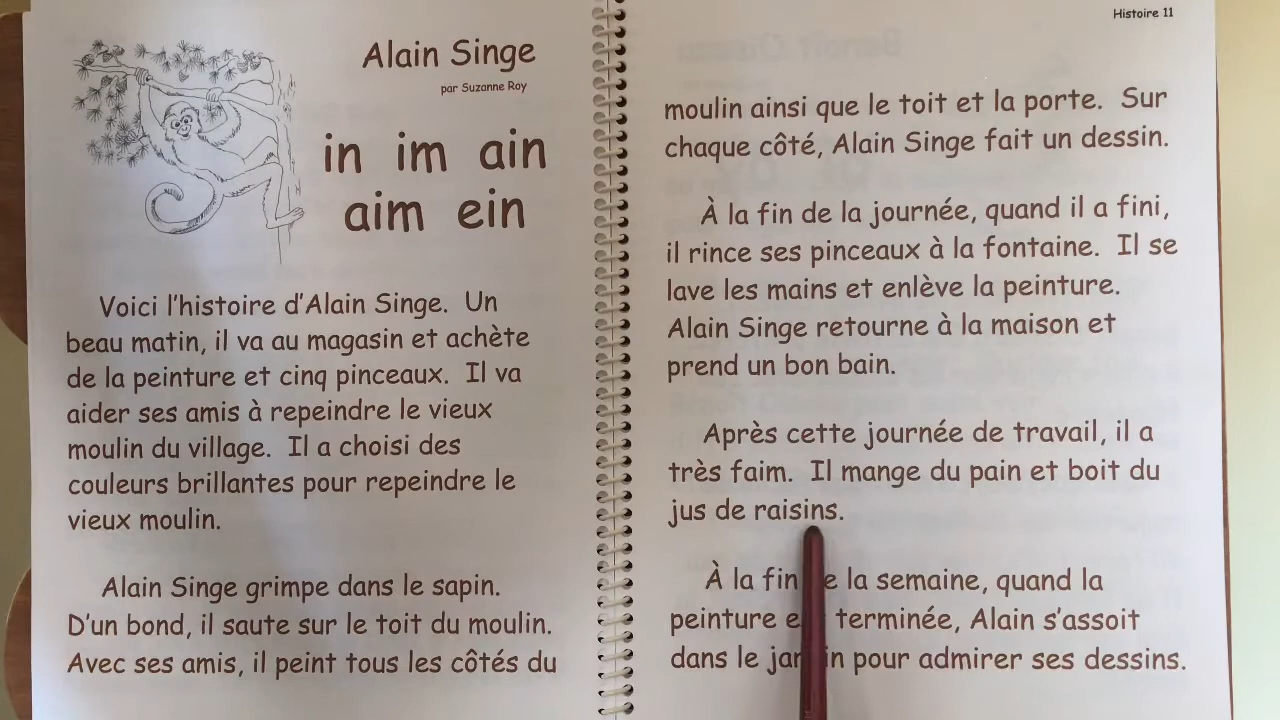 Alain Singe
par Suzanne Roy
in im ain
aim ein
Voici l'histoire d'Alain Singe. Un
beau matin, il va au magasin et achète
de la peinture et cinq pinceaux. Il va
aider ses amis à repeindre le vieux
moulin du village. Il a choisi des
couleurs brillantes pour repeindre le
vieux moulin.
Alain Singe grimpe dans le sapin.
D'un bond, il saute sur le toit du moulin.
Avec ses amis, il peint tous les côtés du
Histoire 11
moulin ainsi que le toit et la porte. Sur
chaque côté, Alain Singe fait un dessin.
À la fin de la journée, quand il a fini,
il rince ses pinceaux à la fontaine. Il se
lave les mains et enlève la peinture.
Alain Singe retourne à la maison et
prend un bon bain.
Après cette journée de travail, il a
très faim. Il mange du pain et boit du
jus de raisins.
À la fin de la semaine, quand la
peinture terminée, Alain s'assoit
dans le pour admirer ses dessins.